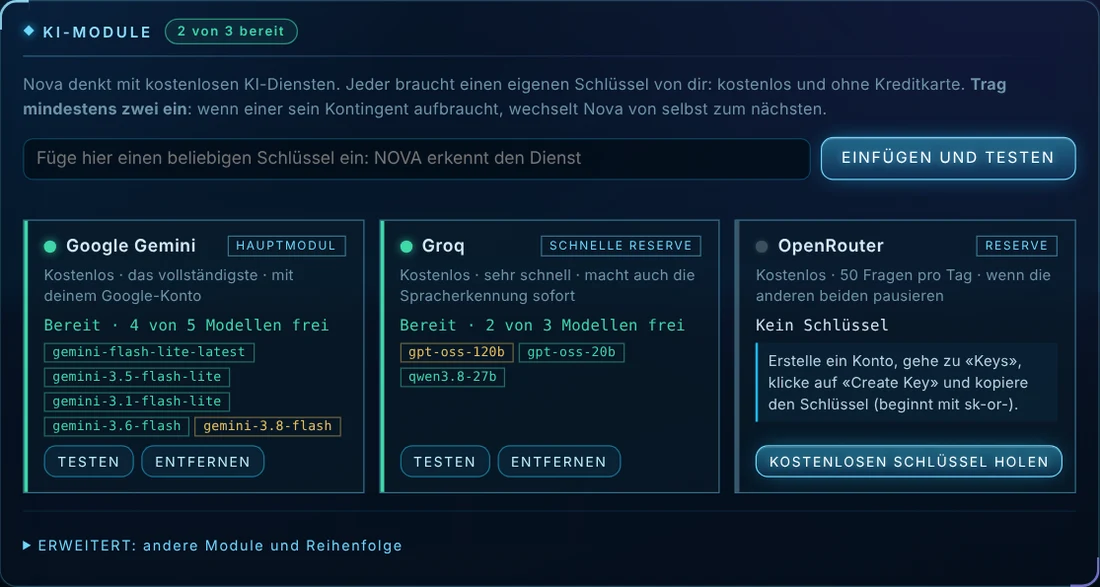 KI-MODULE
2 von 3 bereit
Nova denkt mit kostenlosen KI-Diensten. Jeder braucht einen eigenen Schlüssel von dir: kostenlos und ohne Kreditkarte. Trag
mindestens zwei ein: wenn einer sein Kontingent aufbraucht, wechselt Nova von selbst zum nächsten.
Füge hier einen beliebigen Schlüssel ein: NOVA erkennt den Dienst
EINFÜGEN UND TESTEN
Google Gemini
HAUPTMODUL
Kostenlos · das vollständigste · mit
deinem Google-Konto
Bereit · 4 von 5 Modellen frei
gemini-flash-lite-latest
gemini-3.5-flash-lite
gemini-3.1-flash-lite
gemini-3.6-flash
gemini-3.8-flash
TESTEN
ENTFERNEN
Groq
SCHNELLE RESERVE
Kostenlos · sehr schnell · macht auch die
Spracherkennung sofort
Bereit · 2 von 3 Modellen frei
gpt-oss-120b
gpt-oss-20b
qwen3.8-27b
TESTEN
ENTFERNEN
OpenRouter
RESERVE
Kostenlos · 50 Fragen pro Tag · wenn die
anderen beiden pausieren
Kein Schlüssel
Erstelle ein Konto, gehe zu «Keys»,
klicke auf «Create Key» und kopiere
den Schlüssel (beginnt mit sk-or-).
KOSTENLOSEN SCHLÜSSEL HOLEN
ERWEITERT: andere Module und Reihenfolge